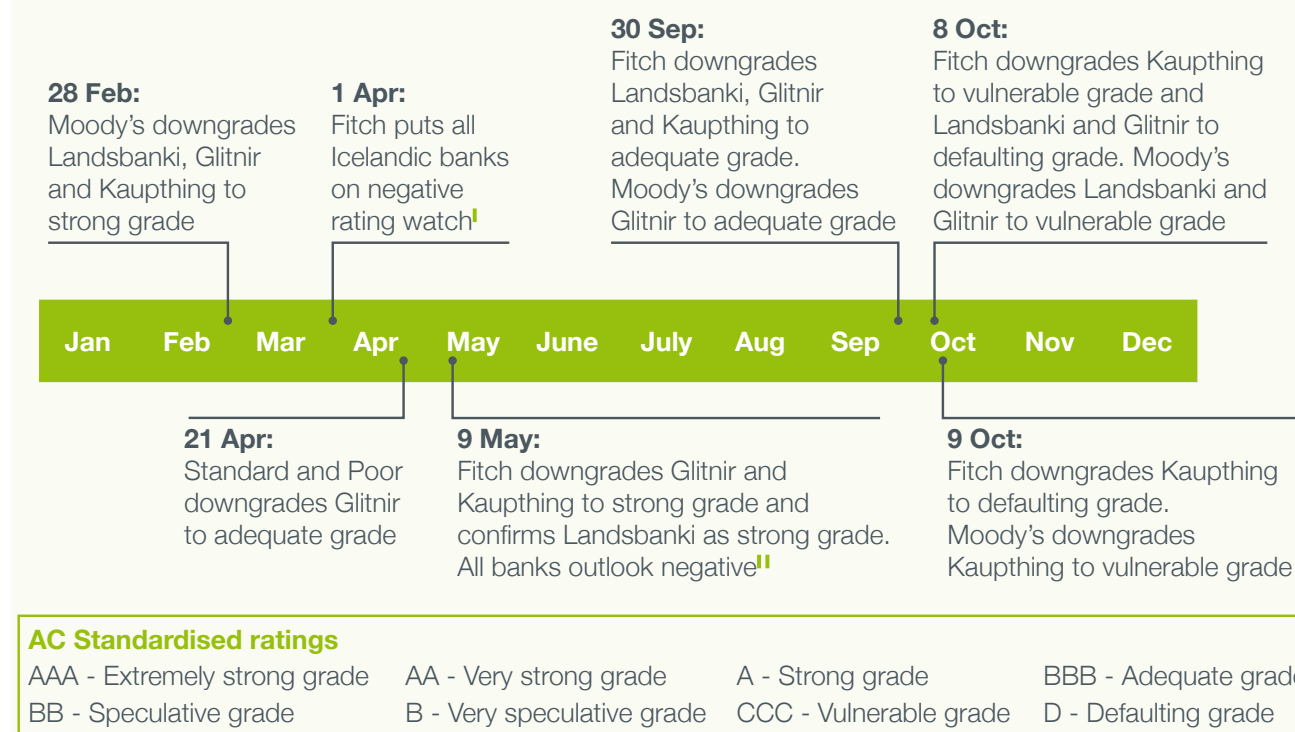 28 Feb:
Moody's downgrades
Landsbanki, Glitnir
and Kaupthing to
strong grade
1 Apr:
Fitch puts all
Icelandic banks
on negative
rating watch I
30 Sep:
Fitch downgrades
Landsbanki, Glitnir
and Kaupthing to
adequate grade.
Moody's downgrades
Glitnir to adequate grade
8 Oct:
Fitch downgrades Kaupthing
to vulnerable grade and
Landsbanki and Glitnir to
defaulting grade. Moody's
downgrades Landsbanki and
Glitnir to vulnerable grade
Jan Feb Mar Apr May June July Aug Sep Oct Nov Dec
21 Apr:
Standard and Poor
downgrades Glitnir
to adequate grade
9 May:
Fitch downgrades Glitnir and
Kaupthing to strong grade and
confirms Landsbanki as strong grade.
All banks outlook negative II
9 Oct:
Fitch downgrades Kaupthing
to defaulting grade.
Moody's downgrades
Kaupthing to vulnerable grade
AC Standardised ratings
AAA - Extremely strong grade AA - Very strong grade A - Strong grade BBB - Adequate grade
BB - Speculative grade B - Very speculative grade CCC - Vulnerable grade D - Defaulting grade